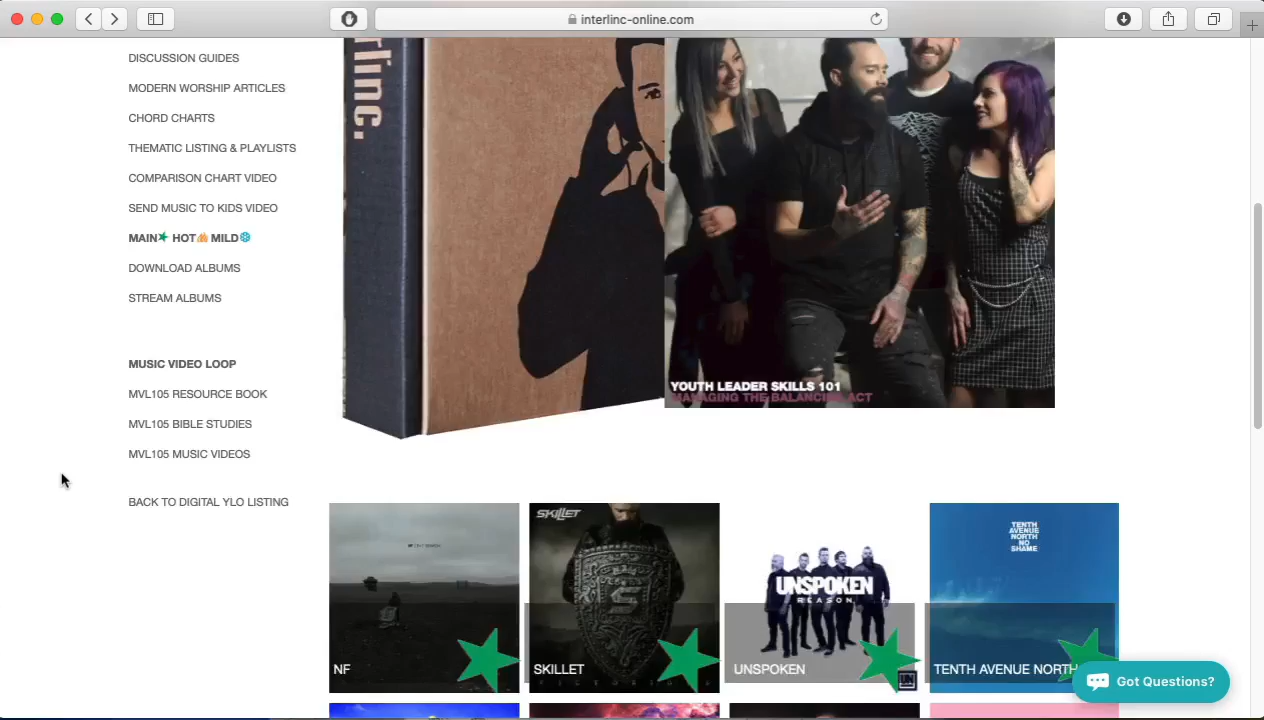 interlinc-online.com
DISCUSSION GUIDES
MODERN WORSHIP ARTICLES
CHORD CHARTS
THEMATIC LISTING & PLAYLISTS
COMPARISON CHART VIDEO
SEND MUSIC TO KIDS VIDEO
MAIN HOT MILD
DOWNLOAD ALBUMS
STREAM ALBUMS
MUSIC VIDEO LOOP
MVL105 RESOURCE BOOK
MVL105 BIBLE STUDIES
MVL105 MUSIC VIDEOS
BACK TO DIGITAL YLO LISTING
rlinc.
YOUTH LEADER SKILLS 101
MANAGING THE BALANCING ACT
NF
SKILLET
SKILLET
UNSPOKEN
REASON
UNSPOKEN
TENTH
AVENUE
NORTH
NO
SHAME
TENTH AVENUE NORTH
Got Questions?